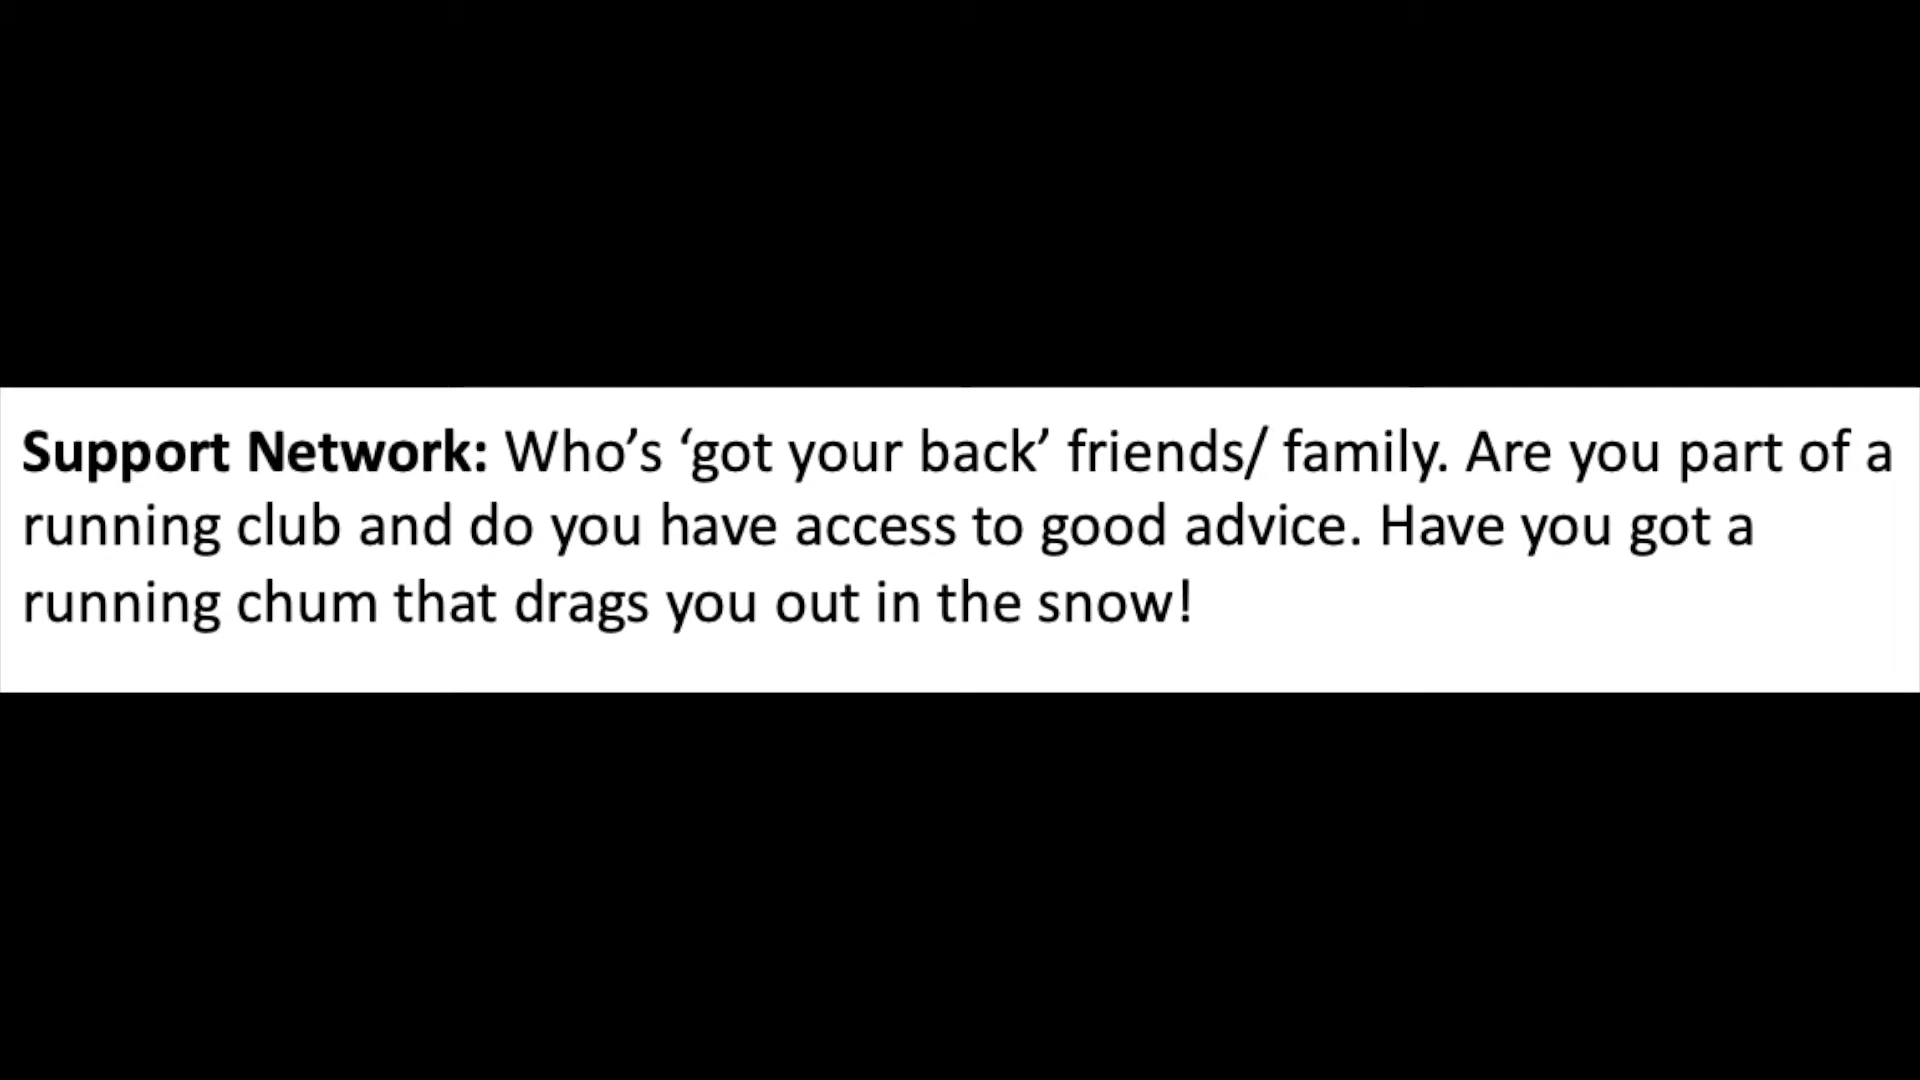 Support Network: Who’s ‘got your back’ friends/ family. Are you part of a
running club and do you have access to good advice. Have you got a
running chum that drags you out in the snow!